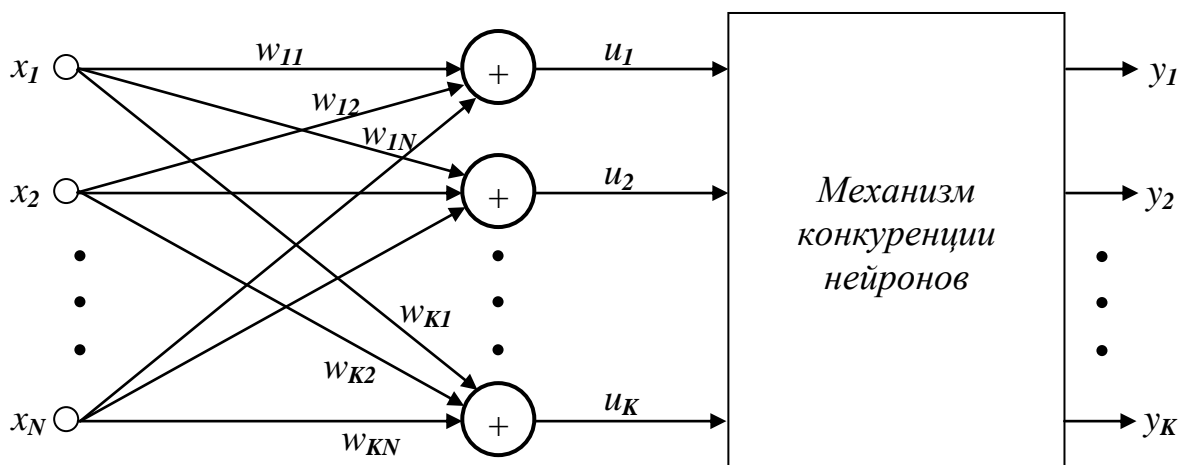 x1 w11 + u1 y1
w12
w1N
x2 + u2 y2
Механизм
конкуренции
нейронов
wK1
wK2
xN + uK yK
wKN